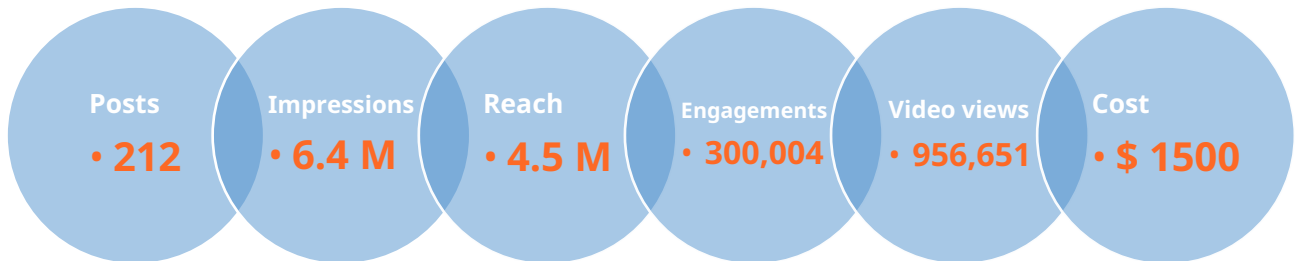 Posts
• 212
Impressions
• 6.4 M
Reach
• 4.5 M
Engagements
• 300,004
Video views
• 956,651
Cost
• $ 1500